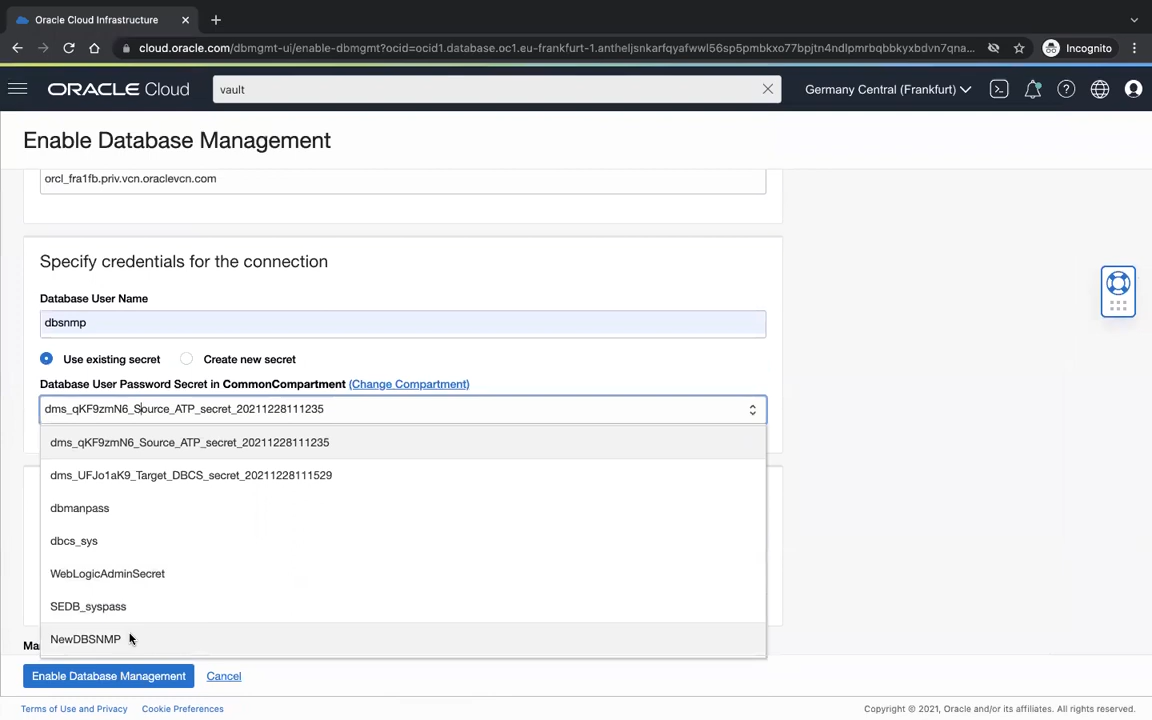 Oracle Cloud Infrastructure
cloud.oracle.com/dbmgmt-ui/enable-dbmgmt?ocid=ocid1.database.oc1.eu-frankfurt-1.antheljsnkarfqyafwwl56sp5pmbkxo77bpjtn4ndlpmrbqbbkyxbdvn7qna...
Incognito
ORACLE Cloud
vault
Germany Central (Frankfurt)
Enable Database Management
orcl_fra1fb.priv.vcn.oraclevcn.com
Specify credentials for the connection
Database User Name
dbsnmp
Use existing secret
Create new secret
Database User Password Secret in CommonCompartment (Change Compartment)
dms_qKF9zmN6_Source_ATP_secret_20211228111235
dms_qKF9zmN6_Source_ATP_secret_20211228111235
dms_UFJo1aK9_Target_DBCS_secret_20211228111529
dbmanpass
dbcs_sys
WebLogicAdminSecret
SEDB_syspass
NewDBSNMP
Enable Database Management
Cancel
Terms of Use and Privacy
Cookie Preferences
Copyright © 2021, Oracle and/or its affiliates. All rights reserved.